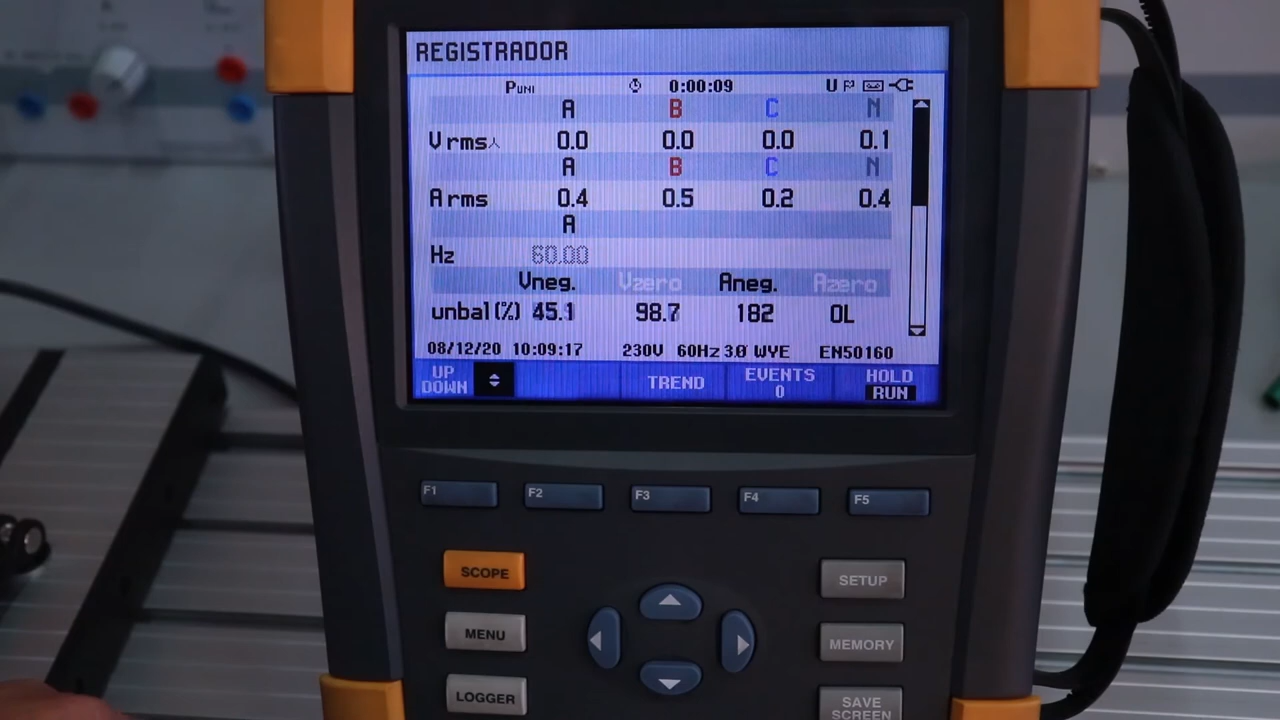 REGISTRADOR
PUNI 0:00:09 U
A B C N
V rms 0.0 0.0 0.0 0.1
A B C N
A rms 0.4 0.5 0.2 0.4
A
Hz 60.00
Vneg. Vzero Aneg. Azero
unbal(%) 45.1 98.7 182 OL
08/12/20 10:09:17 230V 60Hz 3Ø WYE EN50160
UP
DOWN TREND EVENTS
0 HOLD
RUN
F1 F2 F3 F4 F5
SCOPE SETUP
MENU MEMORY
LOGGER SAVE
SCREEN